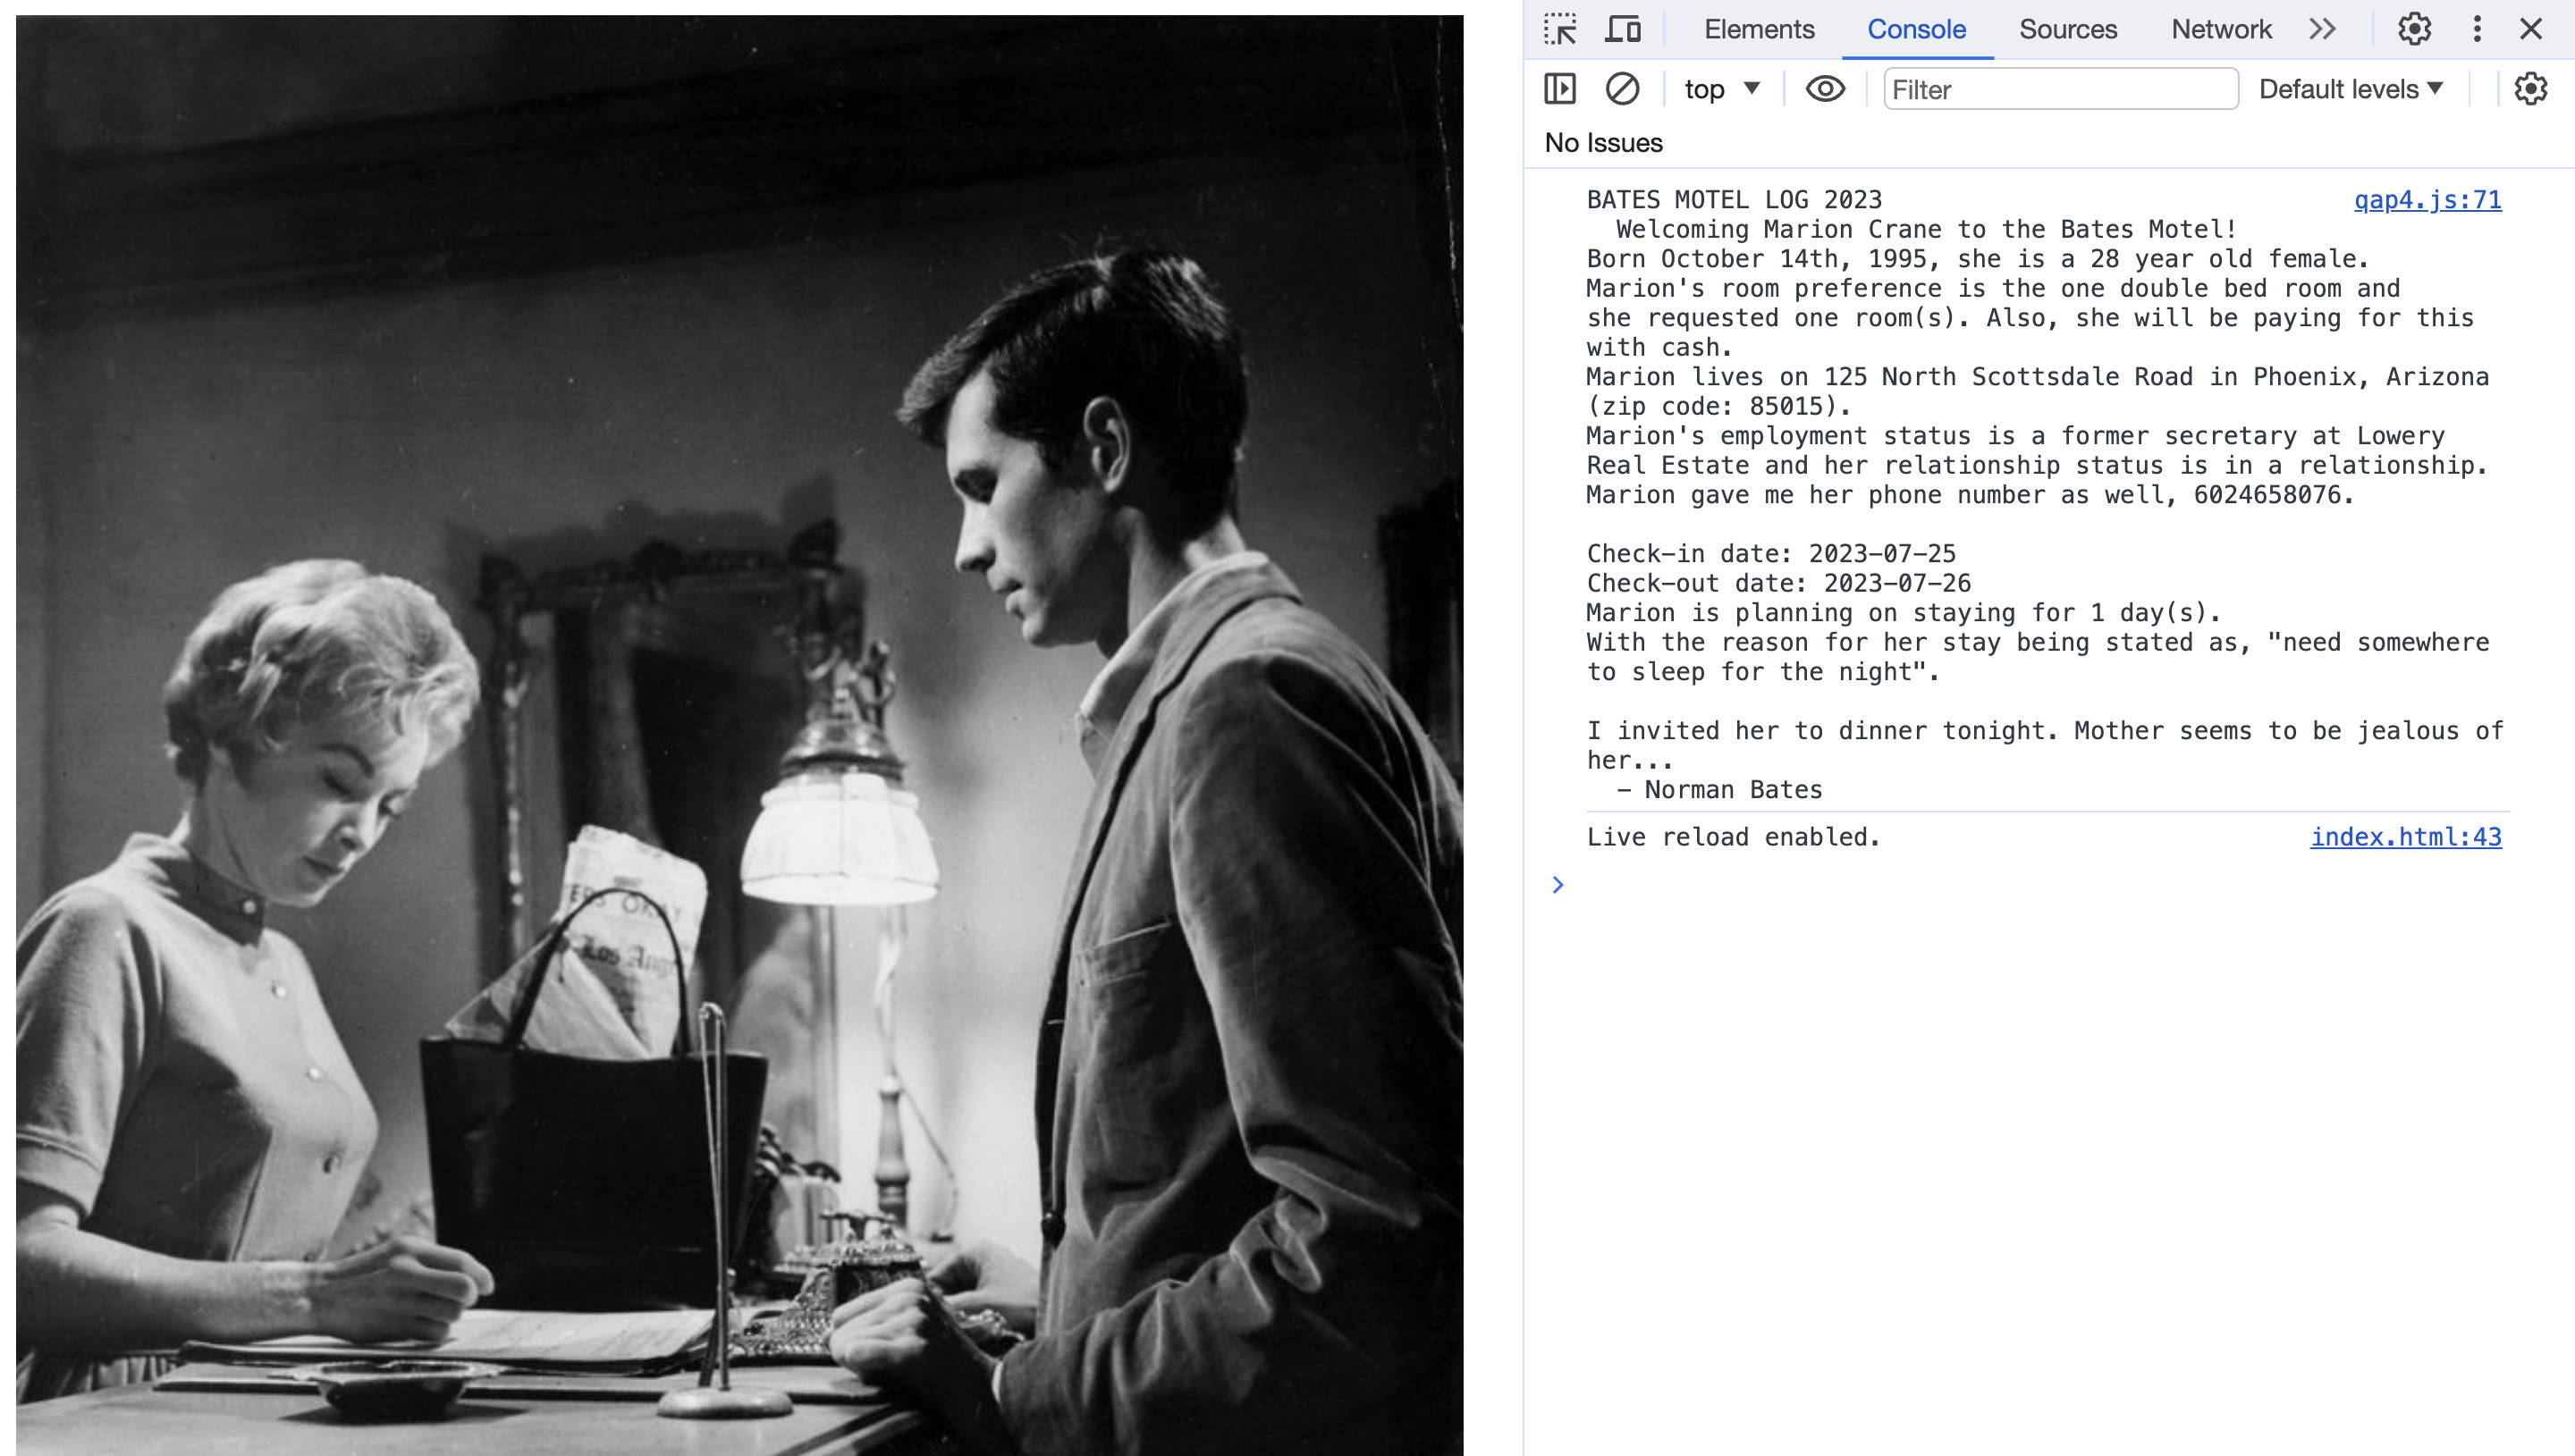 ERS OKAY
Los Ang
Elements
Console
Sources
Network
top
Filter
Default levels
No Issues
BATES MOTEL LOG 2023 qap4.js:71
Welcoming Marion Crane to the Bates Motel!
Born October 14th, 1995, she is a 28 year old female.
Marion's room preference is the one double bed room and
she requested one room(s). Also, she will be paying for this
with cash.
Marion lives on 125 North Scottsdale Road in Phoenix, Arizona
(zip code: 85015).
Marion's employment status is a former secretary at Lowery
Real Estate and her relationship status is in a relationship.
Marion gave me her phone number as well, 6024658076.
Check-in date: 2023-07-25
Check-out date: 2023-07-26
Marion is planning on staying for 1 day(s).
With the reason for her stay being stated as, "need somewhere
to sleep for the night".
I invited her to dinner tonight. Mother seems to be jealous of
her...
- Norman Bates
Live reload enabled. index.html:43